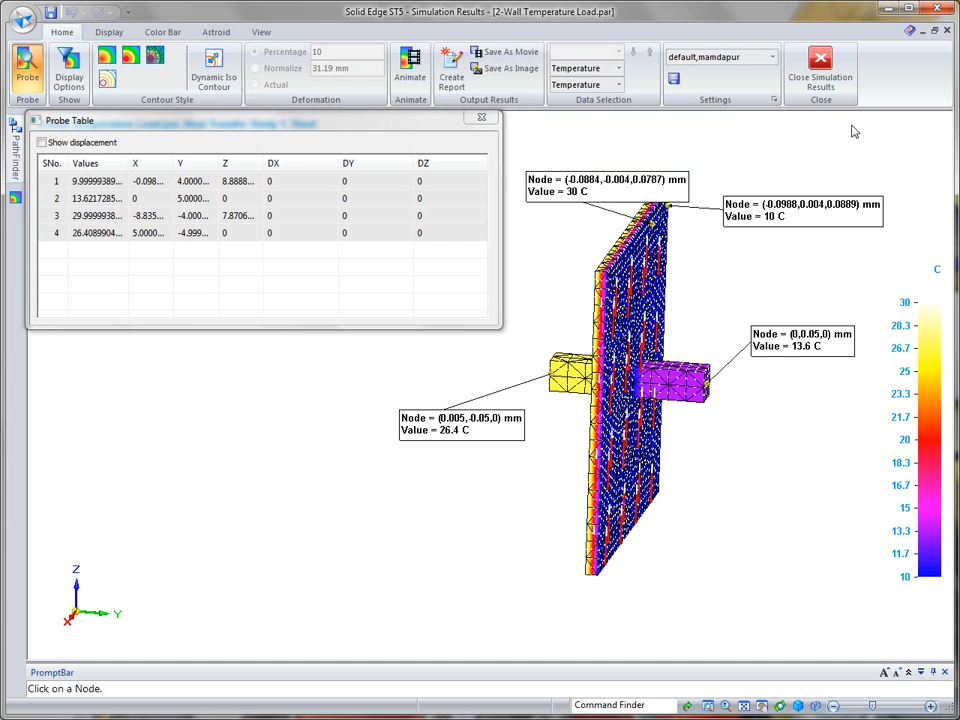 Solid Edge ST5 - Simulation Results - [2-Wall Temperature Load.par]
Home Display Color Bar Astroid View
Probe
Display Options
Dynamic Iso Contour
Percentage 10
Normalize 31.19 mm
Actual
Animate
Create Report
Save As Movie
Save As Image
Temperature
Temperature
default,mamdapur
Close Simulation Results
Probe Show Contour Style Deformation Animate Output Results Data Selection Settings Close
PathFinder
Probe Table
Show displacement
SNo. Values X Y Z DX DY DZ
1 9.99999389... -0.098... 4.0000... 8.8888... 0 0 0
2 13.6217285... 0 5.0000... 0 0 0
3 29.9999938... -8.835... -4.000... 7.8706... 0 0 0
4 26.4089904... 5.0000... -4.999... 0 0 0 0
Node = (-0.0884,-0.004,0.0787) mm
Value = 30 C
Node = (-0.0988,0.004,0.0889) mm
Value = 10 C
Node = (0,0.05,0) mm
Value = 13.6 C
Node = (0.005,-0.05,0) mm
Value = 26.4 C
C
30
28.3
26.7
25
23.3
21.7
20
18.3
16.7
15
13.3
11.7
10
Z
Y
X
PromptBar
Click on a Node.
Command Finder